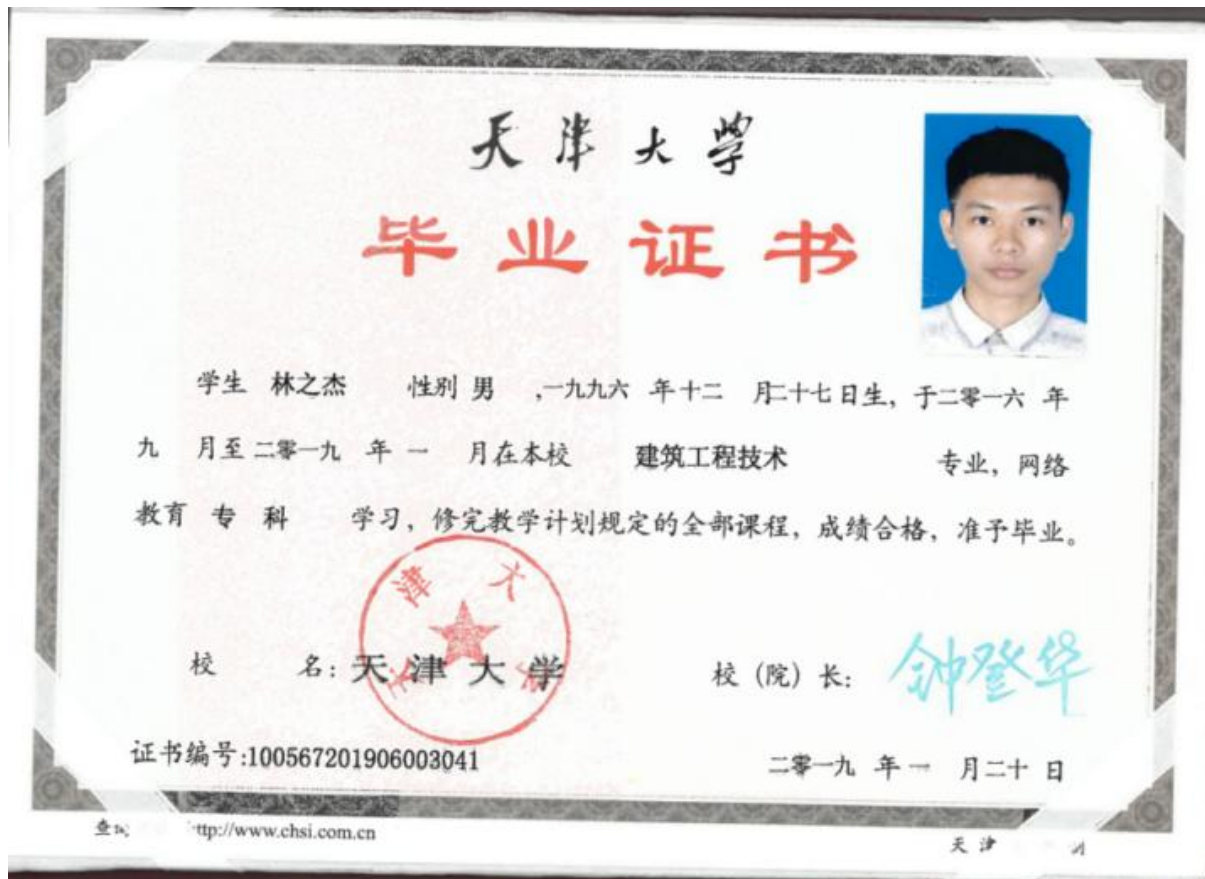 天津大学
毕业证书
学生 林之杰 性别 男 ,一九九六 年十二 月二十七日生, 于二零一六 年
九 月至 二零一九 年 一 月在本校 建筑工程技术 专业, 网络
教育 专 科 学习, 修完教学计划规定的全部课程, 成绩合格, 准予毕业。
天津大学
校 名: 天津大学 校 (院) 长: 钟登华
证书编号:100567201906003041 二零一九 年 一 月二十 日
查 ttp://www.chsi.com.cn 天津